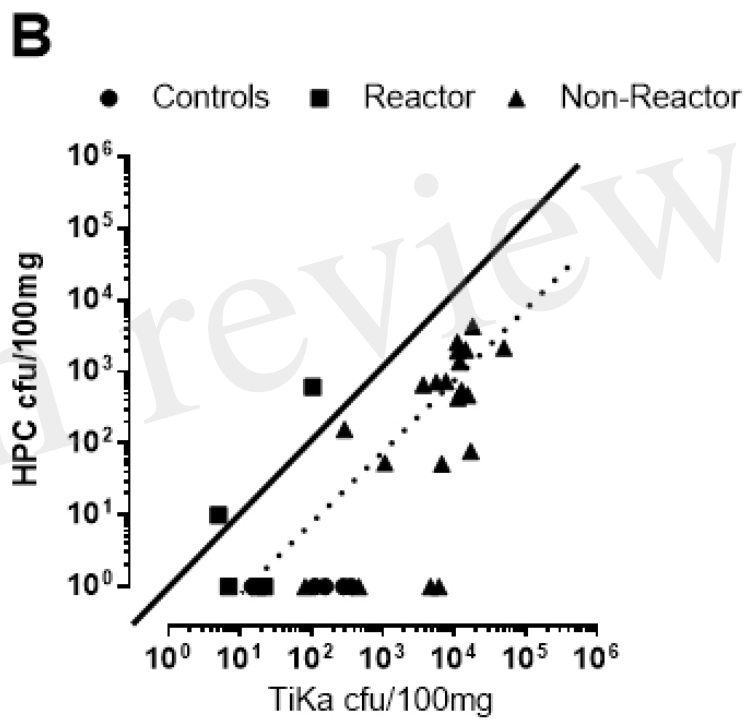 B
Controls Reactor Non-Reactor
10⁶
10⁵
10⁴
10³
10²
10¹
10⁰
HPC cfu/100mg
10⁰ 10¹ 10² 10³ 10⁴ 10⁵ 10⁶
TiKa cfu/100mg
review